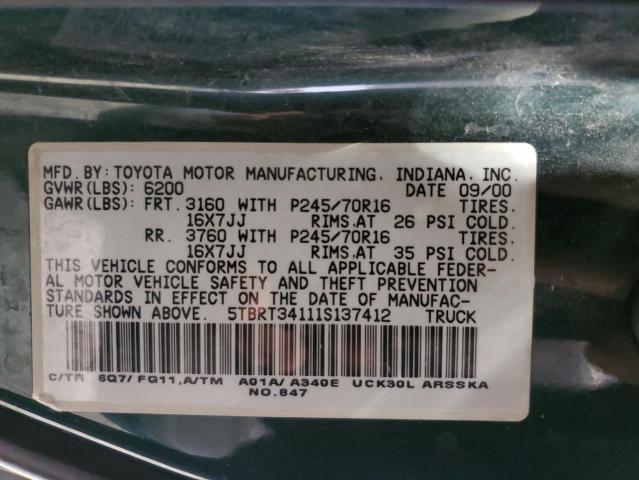 MFD. BY: TOYOTA MOTOR MANUFACTURING, INDIANA, INC.
GVWR(LBS): 6200 DATE 09/00
GAWR(LBS): FRT. 3160 WITH P245/70R16 TIRES.
16X7JJ RIMS.AT 26 PSI COLD.
RR. 3760 WITH P245/70R16 TIRES.
16X7JJ RIMS.AT 35 PSI COLD.
THIS VEHICLE CONFORMS TO ALL APPLICABLE FEDER-
AL MOTOR VEHICLE SAFETY AND THEFT PREVENTION
STANDARDS IN EFFECT ON THE DATE OF MANUFAC-
TURE SHOWN ABOVE. 5TBRT34111S137412 TRUCK
C/TR 6Q7/ FG11,A/TM A01A/ A340E UCK30L ARSSKA
NO.847